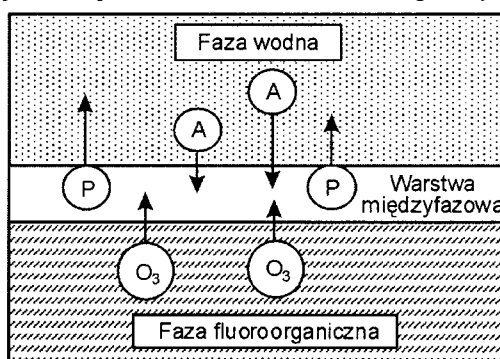 Faza wodna
A
A
P
P
Warstwa
międzyfazowa
O₃
O₃
Faza fluoroorganiczna